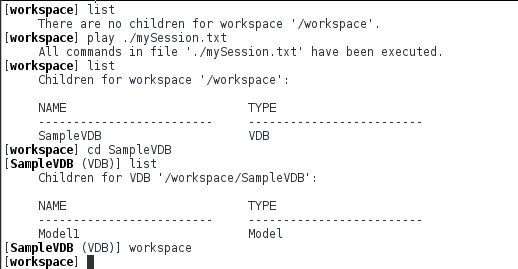 [workspace] list
There are no children for workspace '/workspace'.
[workspace] play ./mySession.txt
All commands in file './mySession.txt' have been executed.
[workspace] list
Children for workspace '/workspace':
NAME TYPE
------------------------- -------------------------
SampleVDB VDB
[workspace] cd SampleVDB
[SampleVDB (VDB)] list
Children for VDB '/workspace/SampleVDB':
NAME TYPE
------------------------- -------------------------
Model1 Model
[SampleVDB (VDB)] workspace
[workspace]